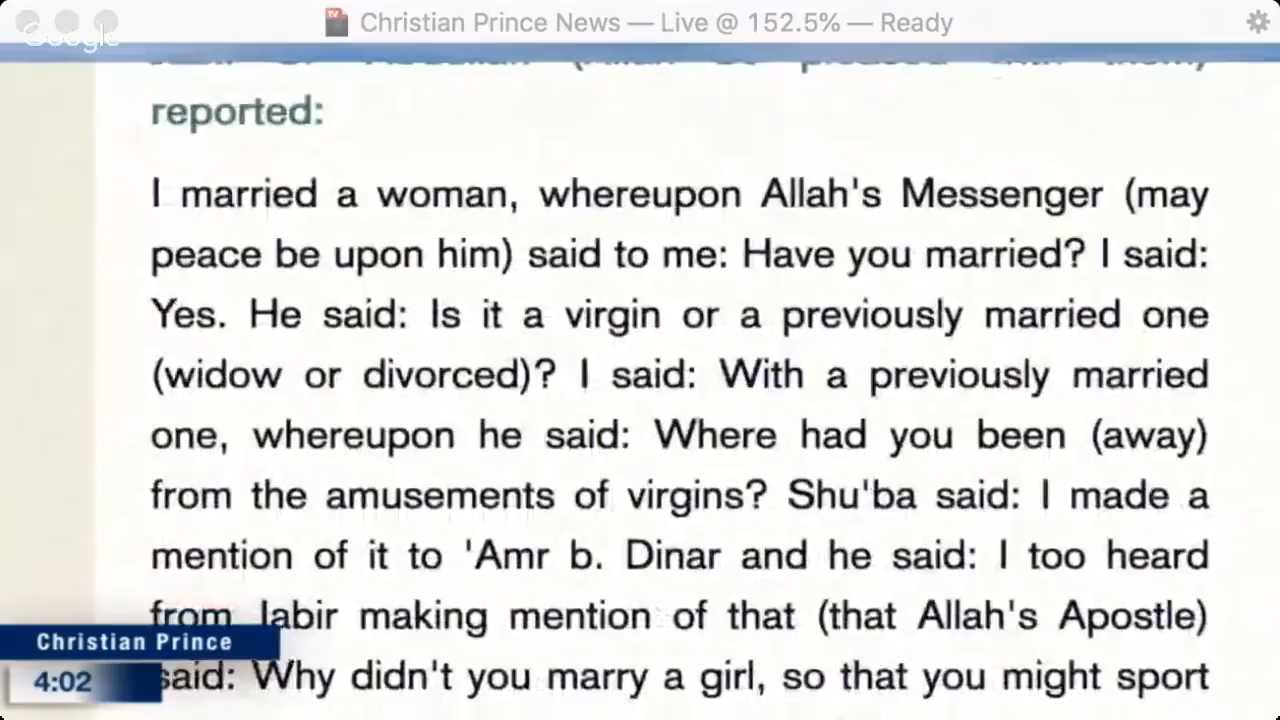 Christian Prince News — Live @ 152.5% — Ready
Google
reported:
I married a woman, whereupon Allah's Messenger (may
peace be upon him) said to me: Have you married? I said:
Yes. He said: Is it a virgin or a previously married one
(widow or divorced)? I said: With a previously married
one, whereupon he said: Where had you been (away)
from the amusements of virgins? Shu'ba said: I made a
mention of it to 'Amr b. Dinar and he said: I too heard
from Jabir making mention of that (that Allah's Apostle)
said: Why didn't you marry a girl, so that you might sport
Christian Prince
4:02